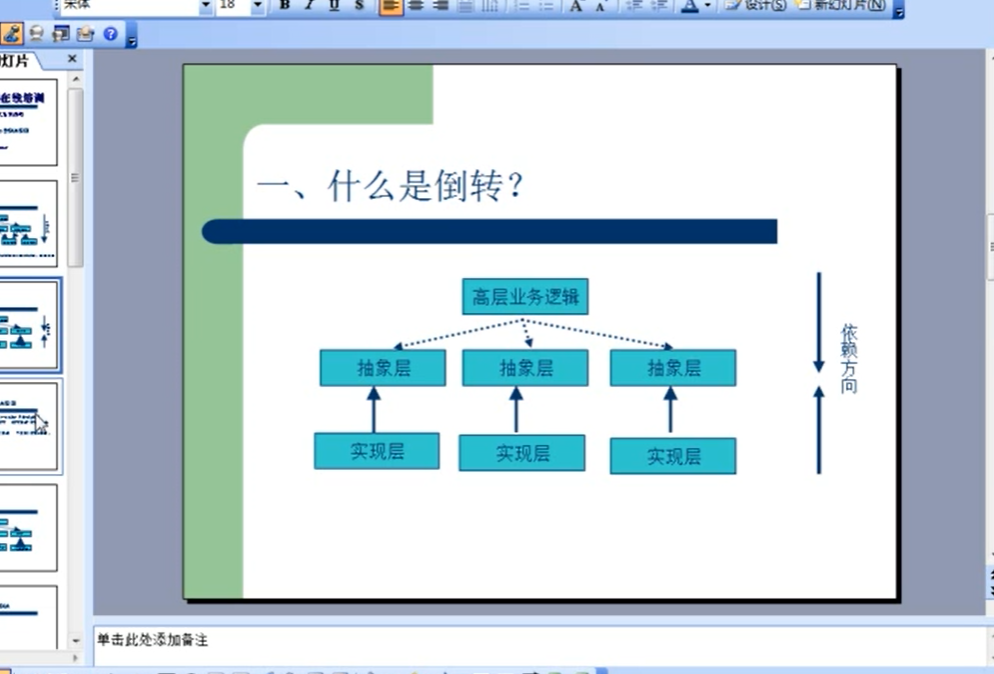 宋体 18 B I U S A A A 设计(S) 新幻灯片(N)
灯片
在线培训
一、什么是倒转？
高层业务逻辑
抽象层 抽象层 抽象层
实现层 实现层 实现层
依赖方向
单击此处添加备注